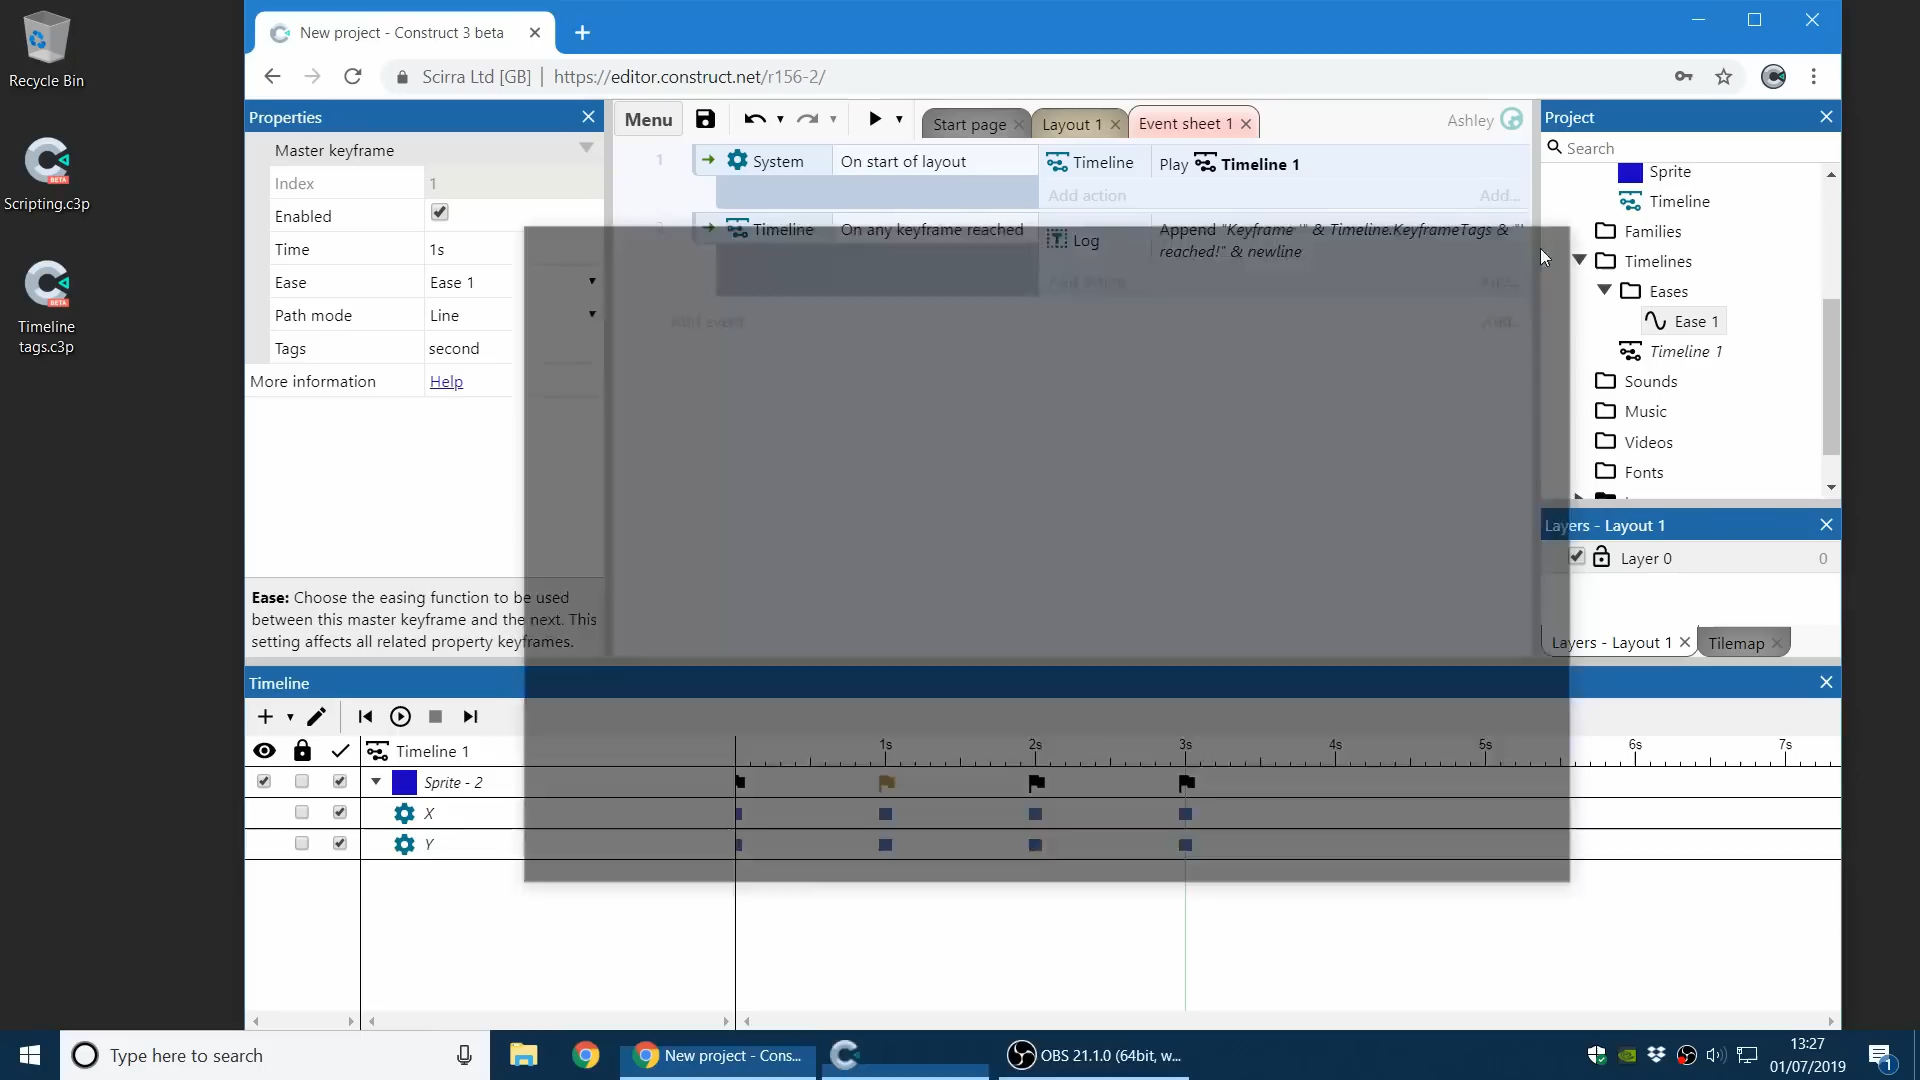 Recycle Bin
Scripting.c3p
Timeline
tags.c3p
New project - Construct 3 beta
Scirra Ltd [GB] | https://editor.construct.net/r156-2/
Properties
Master keyframe
Index 1
Enabled
Time 1s
Ease Ease 1
Path mode Line
Tags second
More information Help
Ease: Choose the easing function to be used
between this master keyframe and the next. This
setting affects all related property keyframes.
Menu
Start page
Layout 1
Event sheet 1
Ashley
1 System On start of layout Timeline Play Timeline 1
Add action Add...
Timeline On any keyframe reached Log Append "Keyframe '" & Timeline.KeyframeTags & "'
reached!" & newline
Add action Add...
Add event Add...
Project
Search
Sprite
Timeline
Families
Timelines
Eases
Ease 1
Timeline 1
Sounds
Music
Videos
Fonts
Layers - Layout 1
Layer 0 0
Layers - Layout 1
Tilemap
Timeline
Timeline 1
1s 2s 3s 4s 5s 6s 7s
Sprite - 2
X
Y
Type here to search
New project - Cons...
OBS 21.1.0 (64bit, w...
13:27
01/07/2019
1